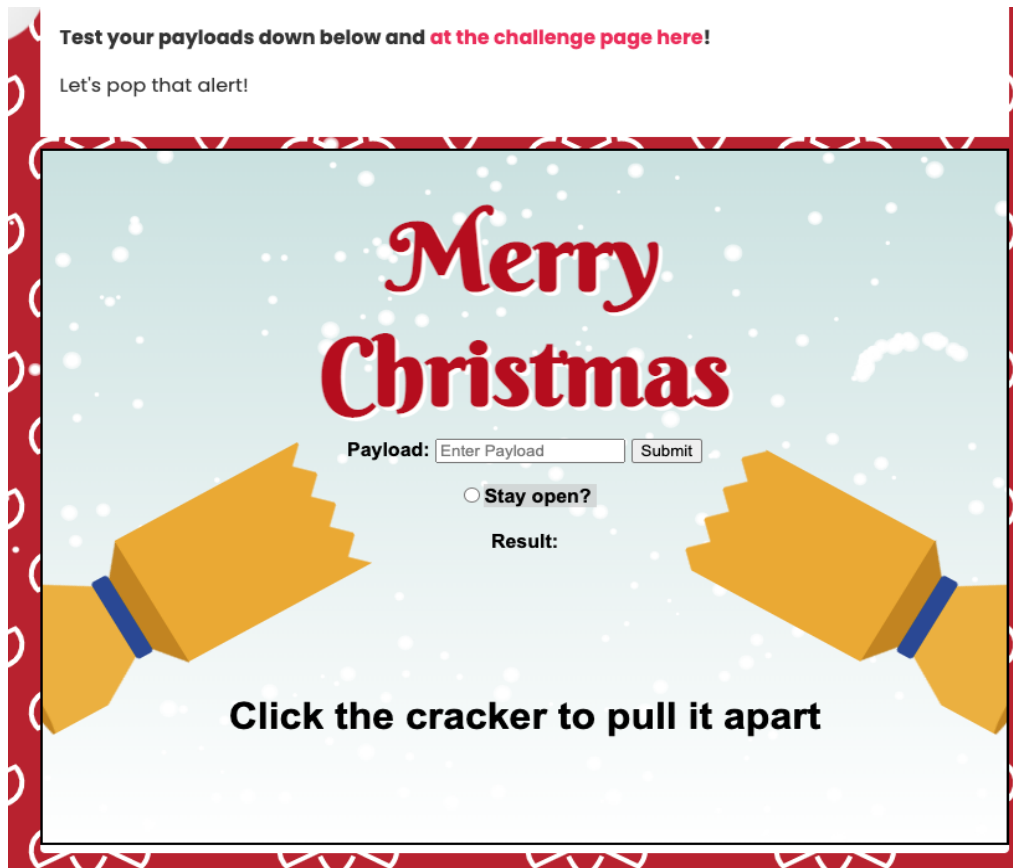 Test your payloads down below and at the challenge page here!
Let's pop that alert!
Merry
Christmas
Payload: Enter Payload Submit
Stay open?
Result:
Click the cracker to pull it apart